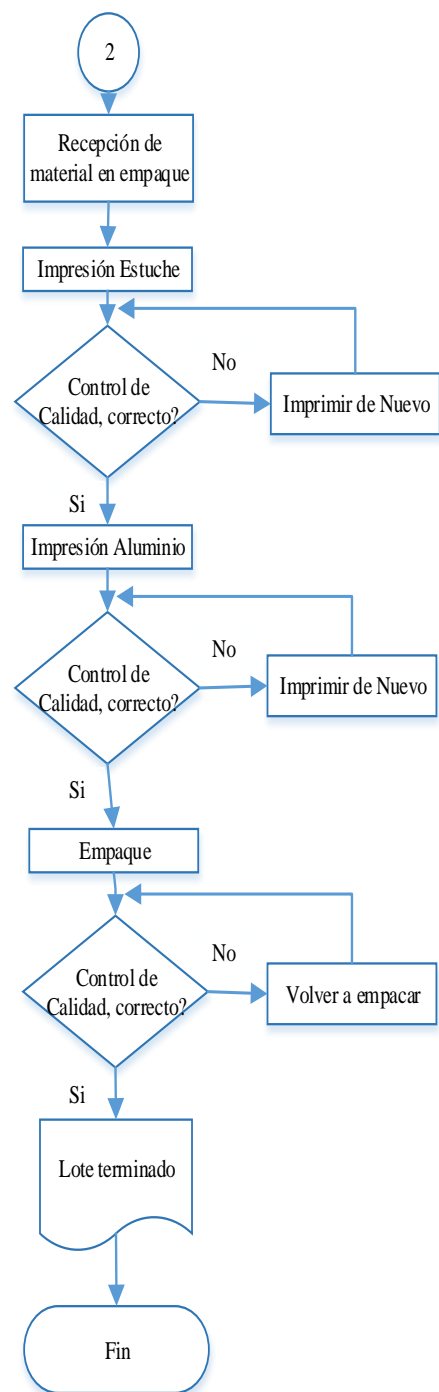 2
Recepción de
material en empaque
Impresión Estuche
No
Control de
Calidad, correcto?
Imprimir de Nuevo
Si
Impresión Aluminio
No
Control de
Calidad, correcto?
Imprimir de Nuevo
Si
Empaque
No
Control de
Calidad, correcto?
Volver a empacar
Si
Lote terminado
Fin